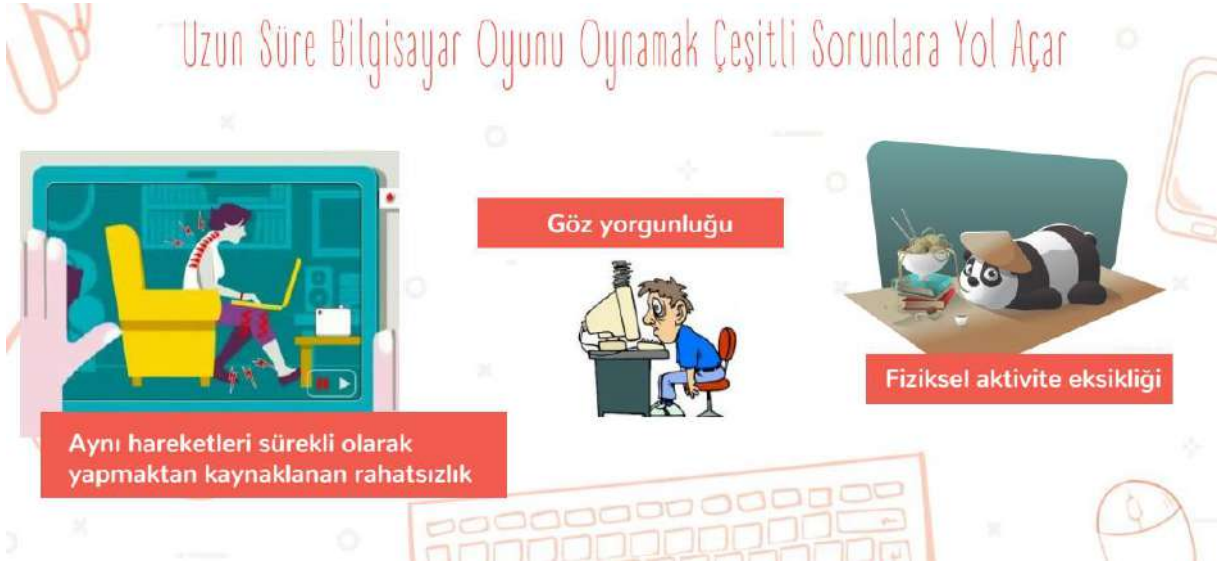 Uzun Süre Bilgisayar Oyunu Oynamak Çeşitli Sorunlara Yol Açar
Göz yorgunluğu
Fiziksel aktivite eksikliği
Aynı hareketleri sürekli olarak
yapmaktan kaynaklanan rahatsızlık